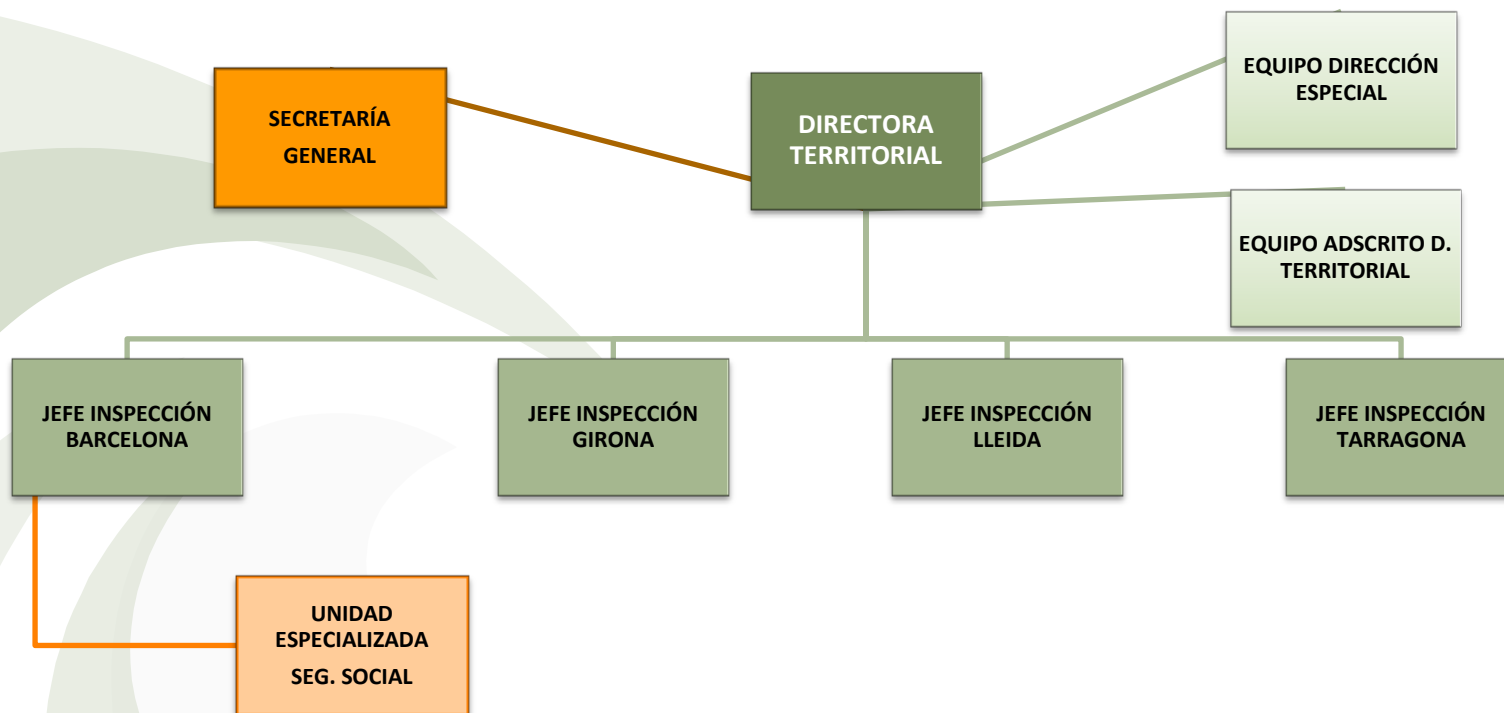 EQUIPO DIRECCIÓN
ESPECIAL
SECRETARÍA
GENERAL
DIRECTORA
TERRITORIAL
EQUIPO ADSCRITO D.
TERRITORIAL
JEFE INSPECCIÓN
BARCELONA
JEFE INSPECCIÓN
GIRONA
JEFE INSPECCIÓN
LLEIDA
JEFE INSPECCIÓN
TARRAGONA
UNIDAD
ESPECIALIZADA
SEG. SOCIAL